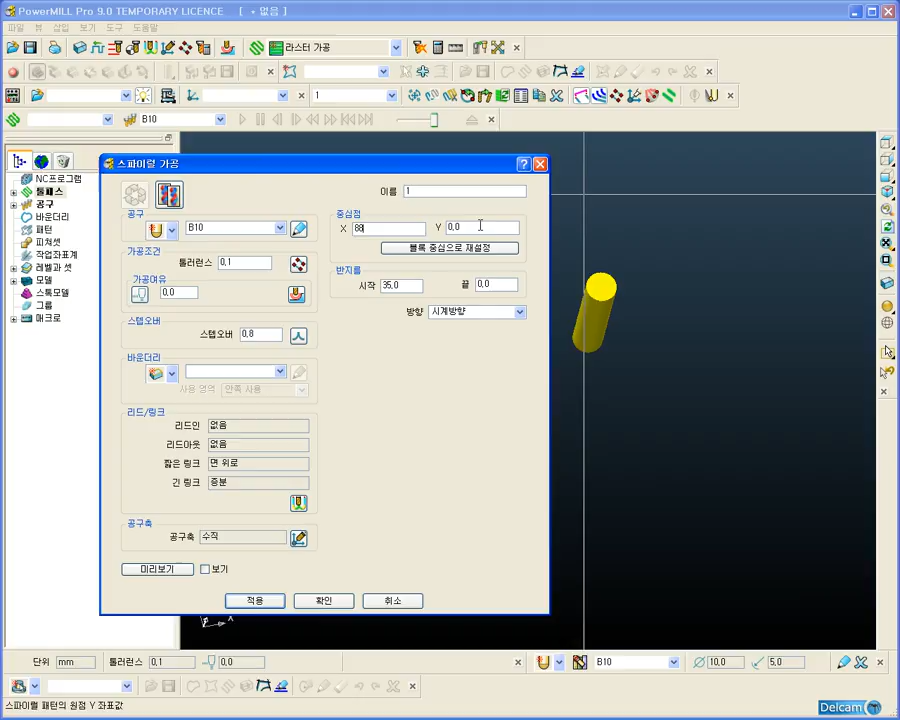 PowerMILL Pro 9.0 TEMPORARY LICENCE [ - 없음 ]
파일 뷰 삽입 보기 도구 도움말
라스터 가공
1
B10
스파이럴 가공
NC프로그램
툴패스
공구
바운더리
패턴
피쳐셋
작업좌표계
레벨과 셋
모델
스톡모델
그룹
매크로
이름 1
공구
B10
중심점
X 88 Y 0,0
블록 중심으로 재설정
가공조건
톨러런스 0,1
가공여유
0,0
반지름
시작 35,0 끝 0,0
방향 시계방향
스텝오버
스텝오버 0,8
바운더리
사용 영역 안쪽 사용
리드/링크
리드인 없음
리드아웃 없음
짧은 링크 면 위로
긴 링크 증분
공구축
공구축 수직
미리보기 보기
적용 확인 취소
X
단위 mm 톨러런스 0,1 0,0 B10 10,0 5,0
스파이럴 패턴의 원점 Y 좌표값
Delcam